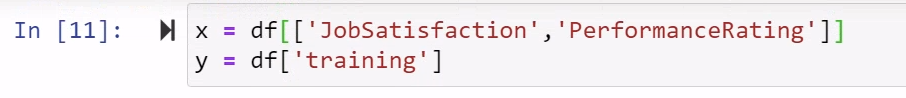 In [11]: x = df[['JobSatisfaction','PerformanceRating']]
y = df['training']